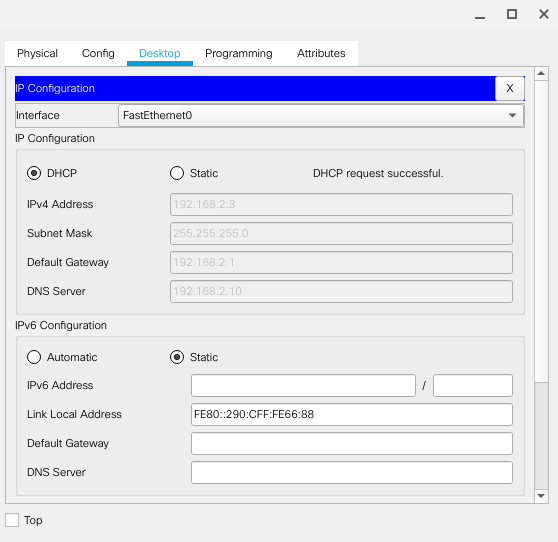 Physical Config Desktop Programming Attributes
IP Configuration X
Interface FastEthernet0
IP Configuration
DHCP Static DHCP request successful.
IPv4 Address 192.168.2.3
Subnet Mask 255.255.255.0
Default Gateway 192.168.2.1
DNS Server 192.168.2.10
IPv6 Configuration
Automatic Static
IPv6 Address /
Link Local Address FE80::290:CFF:FE66:88
Default Gateway
DNS Server
Top